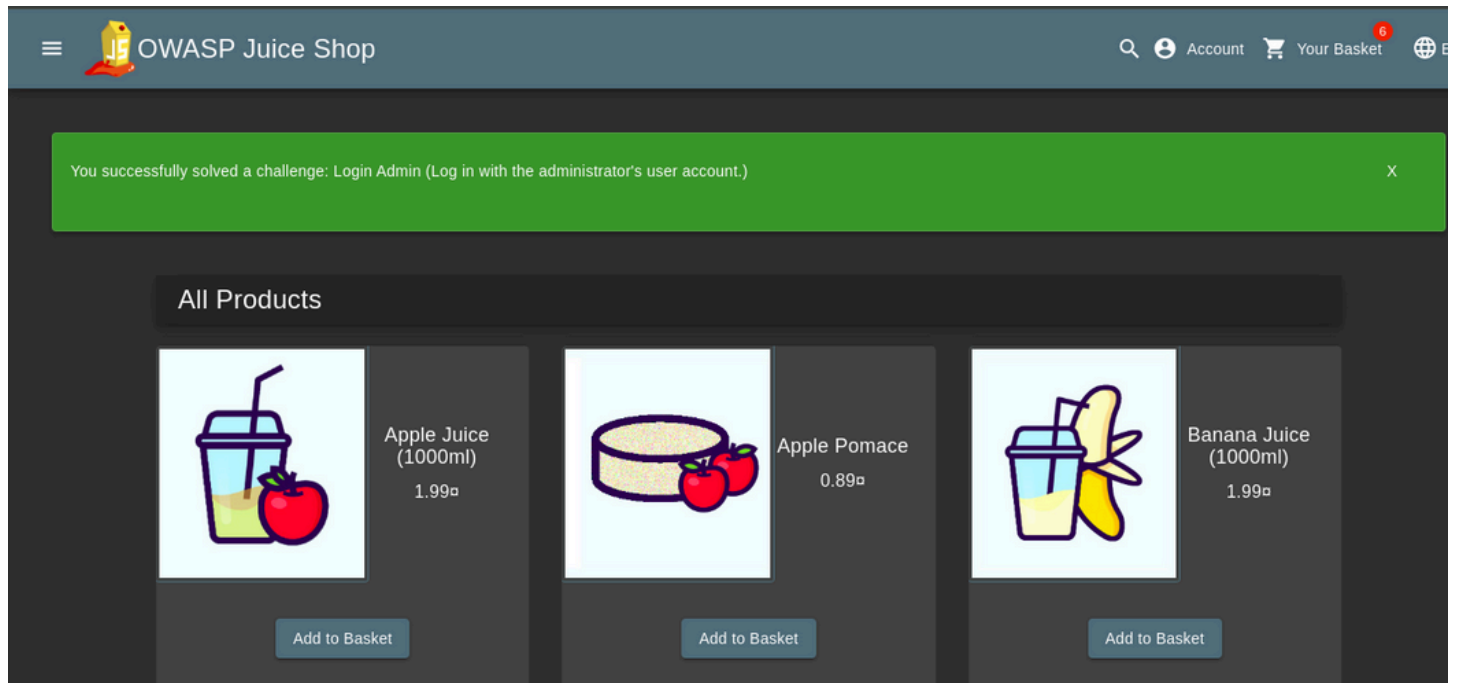 JS
OWASP Juice Shop
Account
Your Basket
6
E
You successfully solved a challenge: Login Admin (Log in with the administrator's user account.)
X
All Products
Apple Juice
(1000ml)
1.99¤
Apple Pomace
0.89¤
Banana Juice
(1000ml)
1.99¤
Add to Basket
Add to Basket
Add to Basket